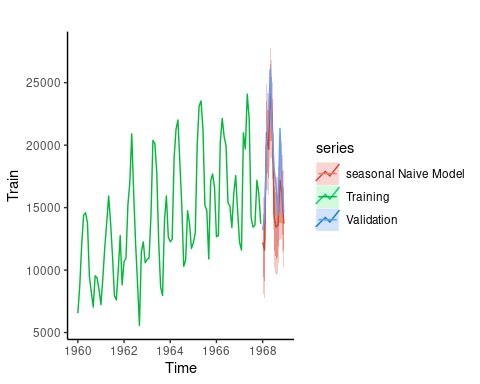 25000
20000
15000
10000
5000
Train
1960
1962
1964
1966
1968
Time
series
seasonal Naive Model
Training
Validation